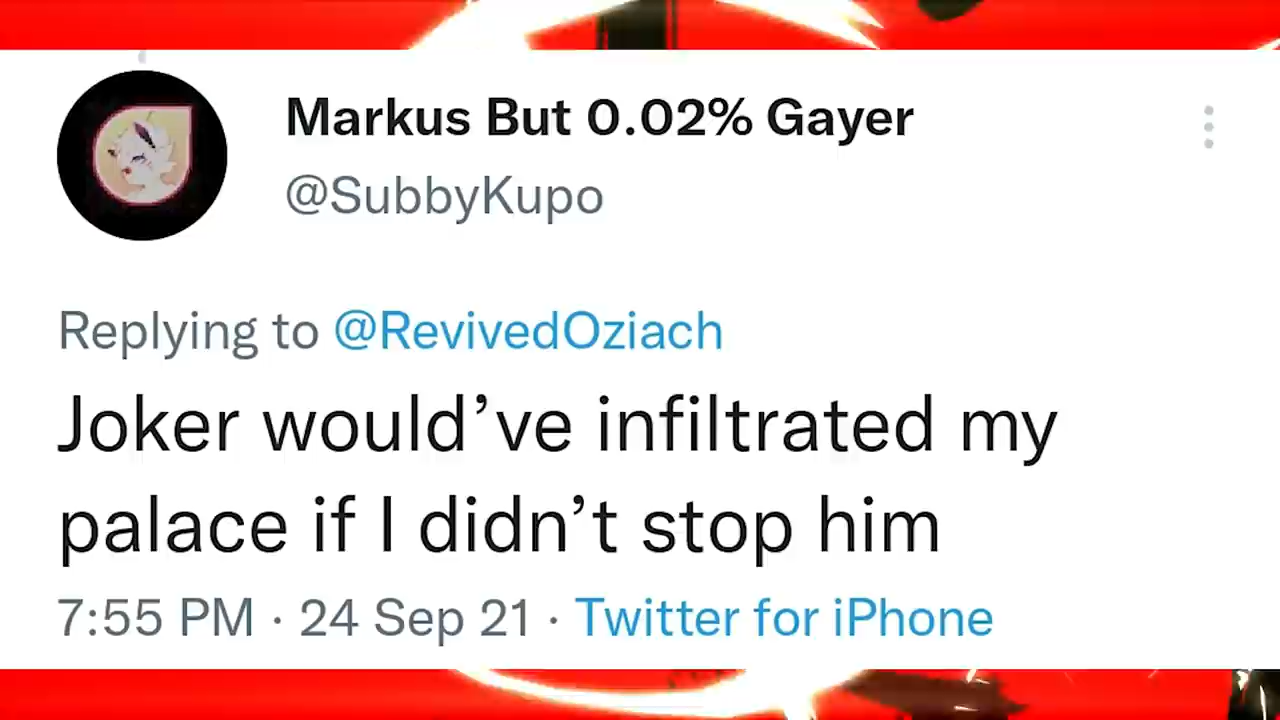 Markus But 0.02% Gayer
@SubbyKupo
Replying to @RevivedOziach
Joker would’ve infiltrated my
palace if I didn’t stop him
7:55 PM · 24 Sep 21 · Twitter for iPhone